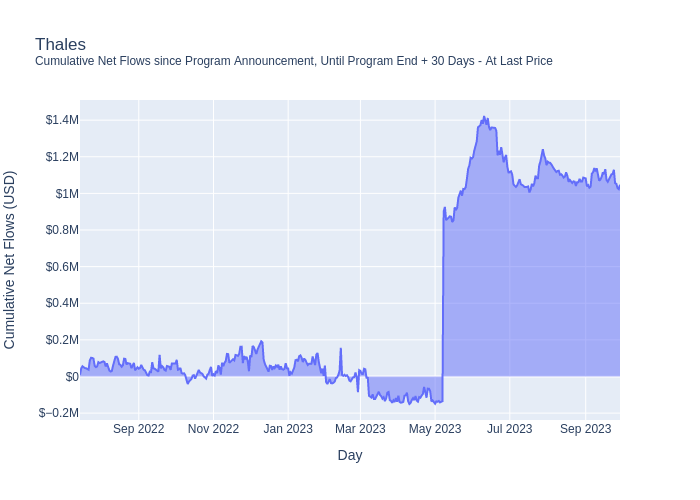 Thales
Cumulative Net Flows since Program Announcement, Until Program End + 30 Days - At Last Price
Cumulative Net Flows (USD)
$1.4M
$1.2M
$1M
$0.8M
$0.6M
$0.4M
$0.2M
$0
$−0.2M
Sep 2022 Nov 2022 Jan 2023 Mar 2023 May 2023 Jul 2023 Sep 2023
Day